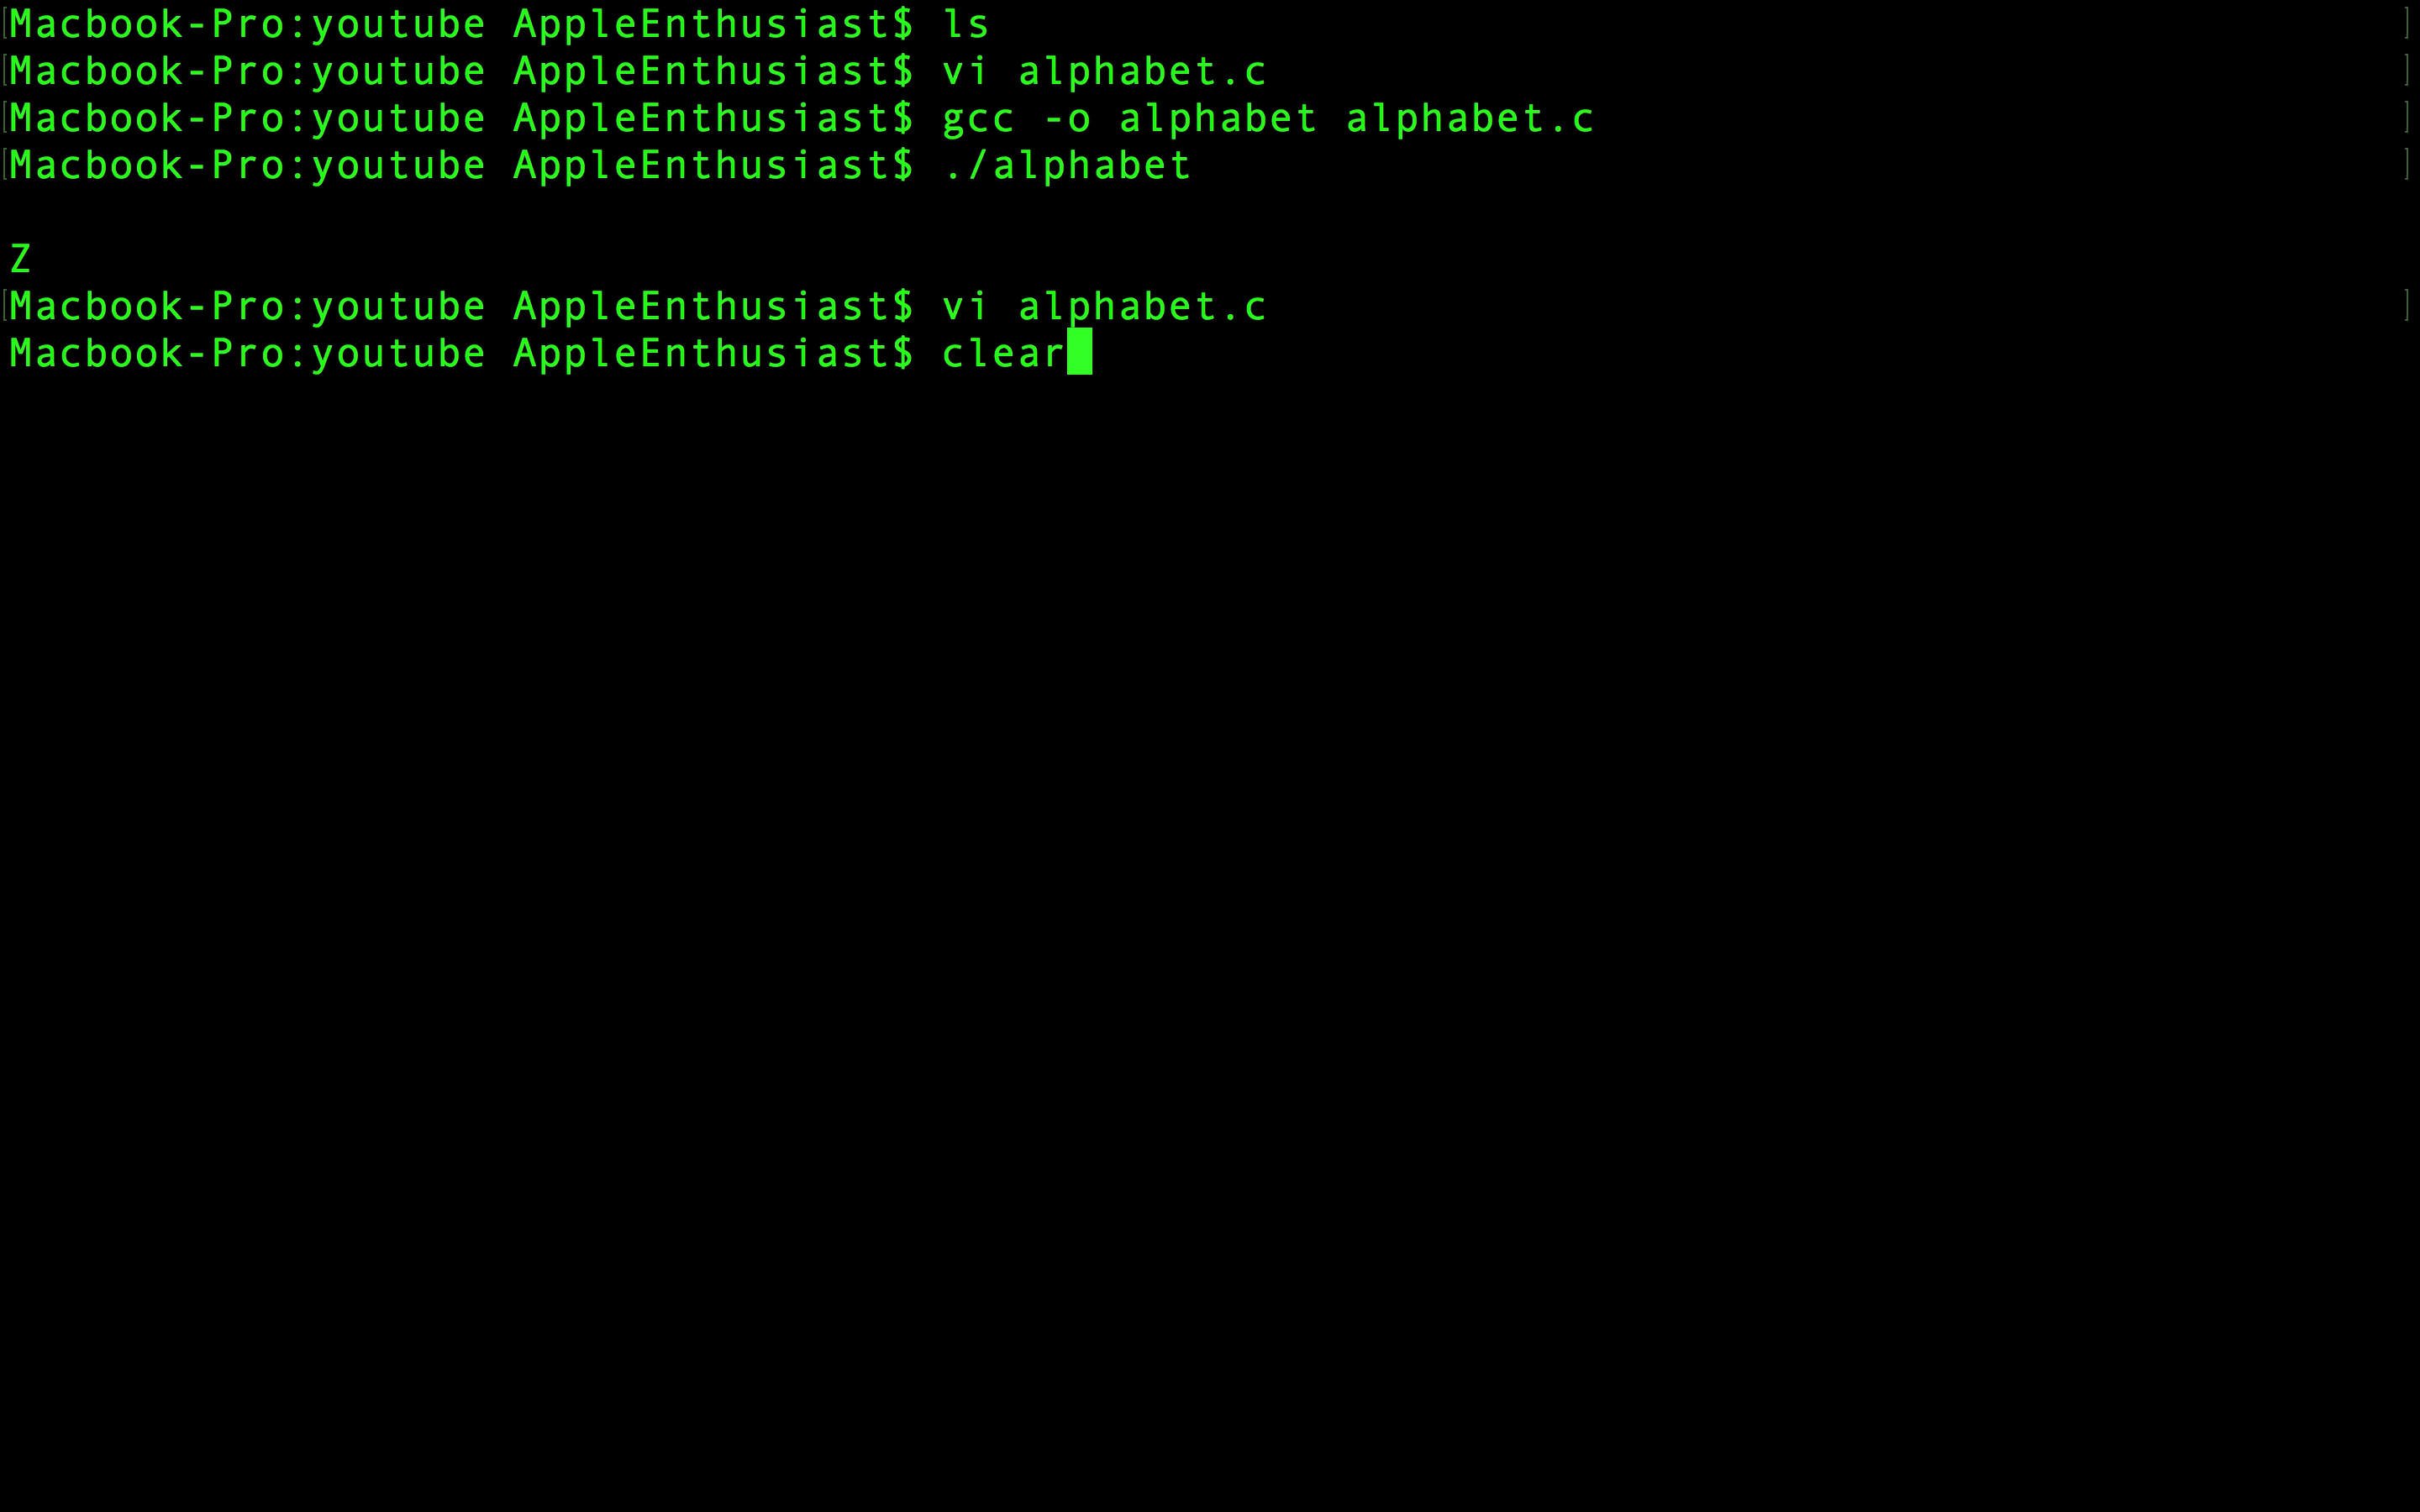 [Macbook-Pro:youtube AppleEnthusiast$ ls ]
[Macbook-Pro:youtube AppleEnthusiast$ vi alphabet.c ]
[Macbook-Pro:youtube AppleEnthusiast$ gcc -o alphabet alphabet.c ]
[Macbook-Pro:youtube AppleEnthusiast$ ./alphabet ]
Z
[Macbook-Pro:youtube AppleEnthusiast$ vi alphabet.c ]
Macbook-Pro:youtube AppleEnthusiast$ clear